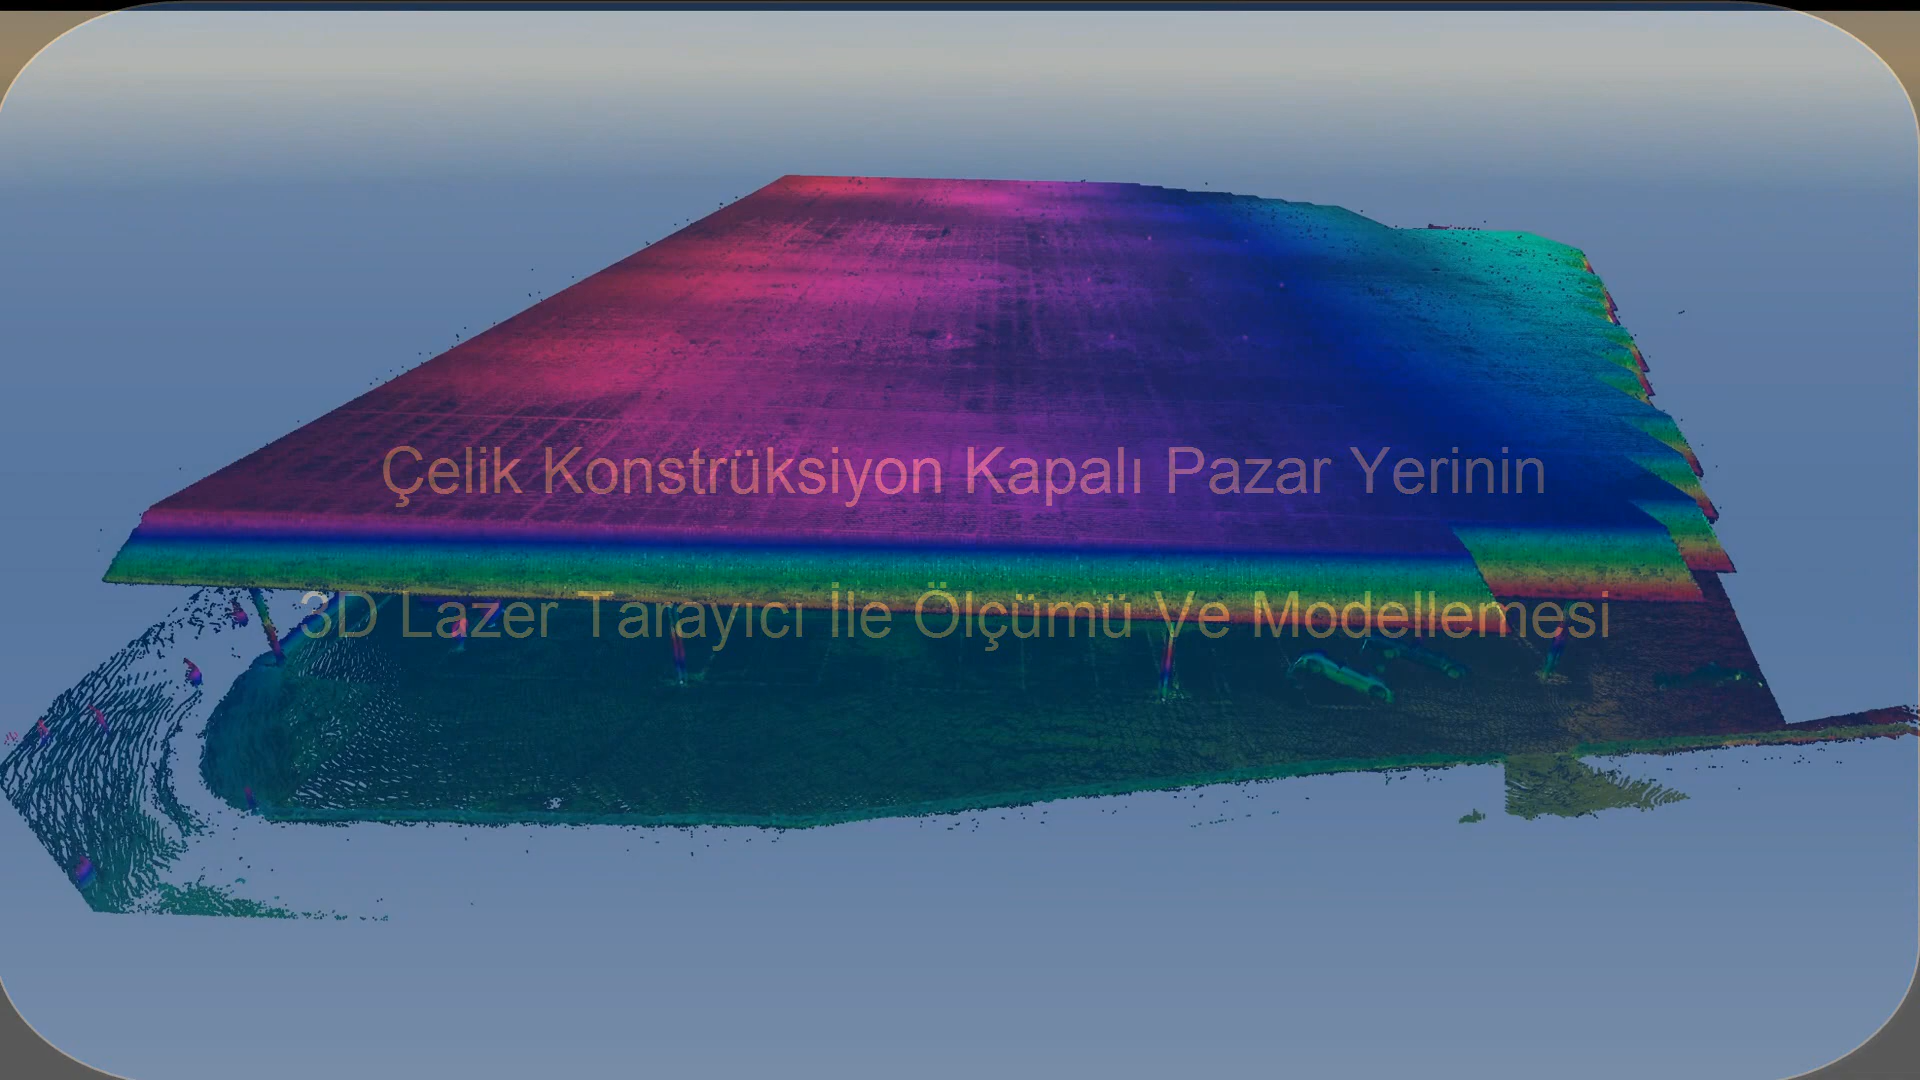 Çelik Konstrüksiyon Kapalı Pazar Yerinin
3D Lazer Tarayıcı İle Ölçümü Ve Modellemesi